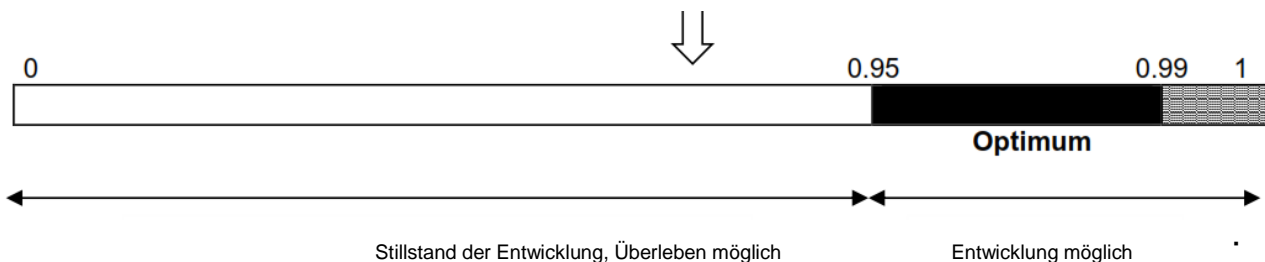 0 0.95 0.99 1
Optimum
Stillstand der Entwicklung, Überleben möglich Entwicklung möglich .